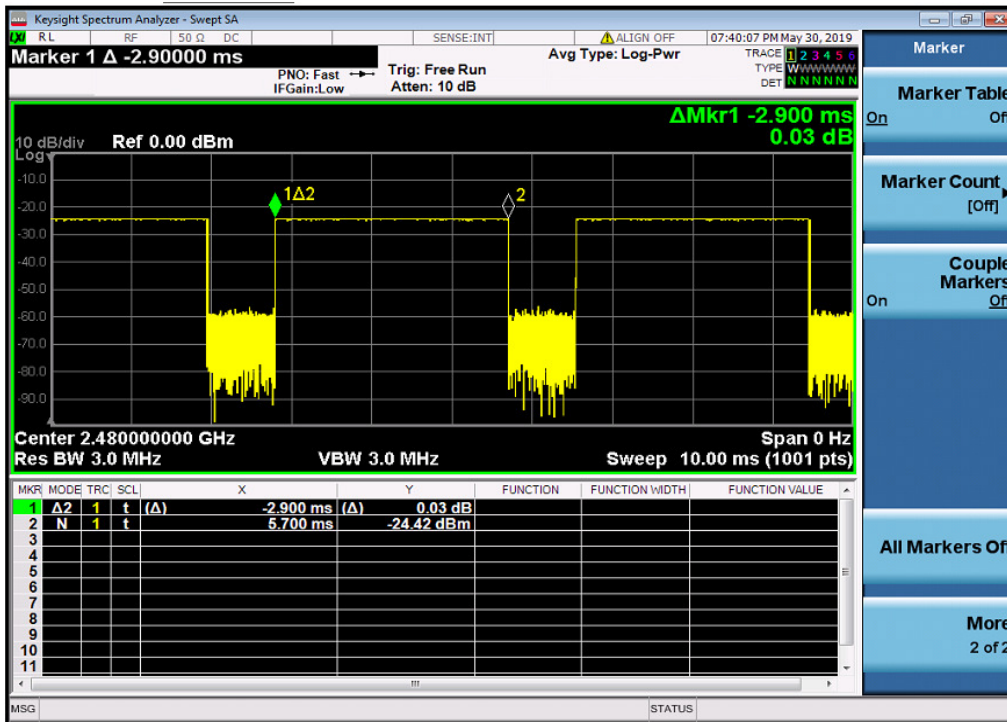 Keysight Spectrum Analyzer - Swept SA
LXI RL RF 50 Ω DC SENSE:INT ALIGN OFF 07:40:07 PM May 30, 2019
Marker 1 Δ -2.90000 ms
PNO: Fast
IFGain:Low
Trig: Free Run
Atten: 10 dB
Avg Type: Log-Pwr
TRACE 1 2 3 4 5 6
TYPE WWWWWW
DET N N N N N N
ΔMkr1 -2.900 ms
0.03 dB
10 dB/div Ref 0.00 dBm
Log
-10.0
-20.0
-30.0
-40.0
-50.0
-60.0
-70.0
-80.0
-90.0
1Δ2
2
Center 2.480000000 GHz Span 0 Hz
Res BW 3.0 MHz VBW 3.0 MHz Sweep 10.00 ms (1001 pts)
MKR MODE TRC SCL X Y FUNCTION FUNCTION WIDTH FUNCTION VALUE
1 Δ2 1 t (Δ) -2.900 ms (Δ) 0.03 dB
2 N 1 t 5.700 ms -24.42 dBm
3
4
5
6
7
8
9
10
11
MSG STATUS
Marker
Marker Table
On Off
Marker Count
[Off]
Couple
Markers
On Off
All Markers Off
More
2 of 2